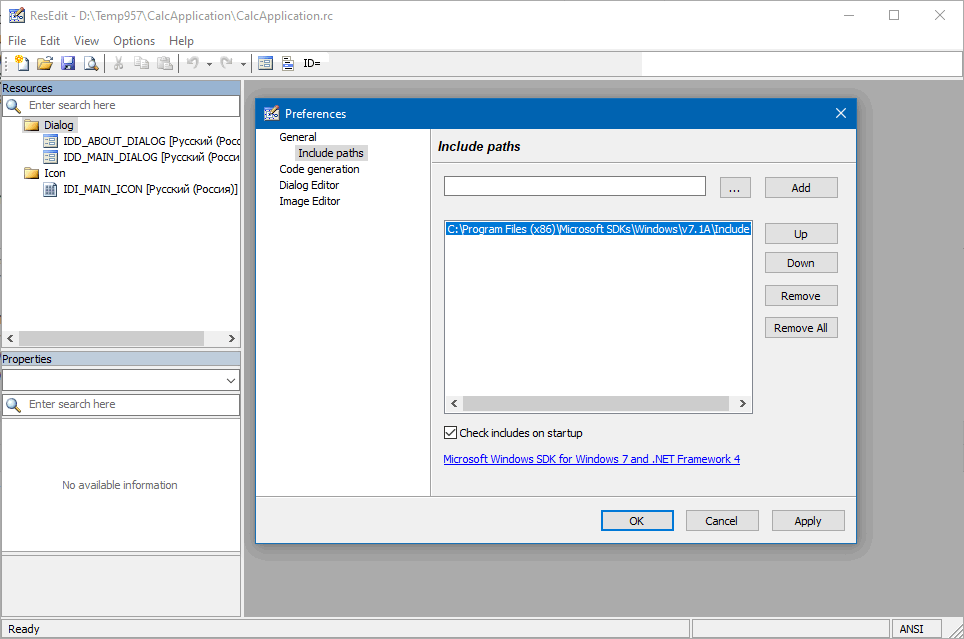 ResEdit - D:\Temp957\CalcApplication\CalcApplication.rc
File Edit View Options Help
ID=
Resources
Enter search here
Dialog
IDD_ABOUT_DIALOG [Русский (Росс
IDD_MAIN_DIALOG [Русский (Росси
Icon
IDI_MAIN_ICON [Русский (Россия)]
Properties
Enter search here
No available information
Preferences
General
Include paths
Code generation
Dialog Editor
Image Editor
Include paths
... Add
C:\Program Files (x86)\Microsoft SDKs\Windows\v7.1A\Include
Up
Down
Remove
Remove All
Check includes on startup
Microsoft Windows SDK for Windows 7 and .NET Framework 4
OK Cancel Apply
Ready ANSI